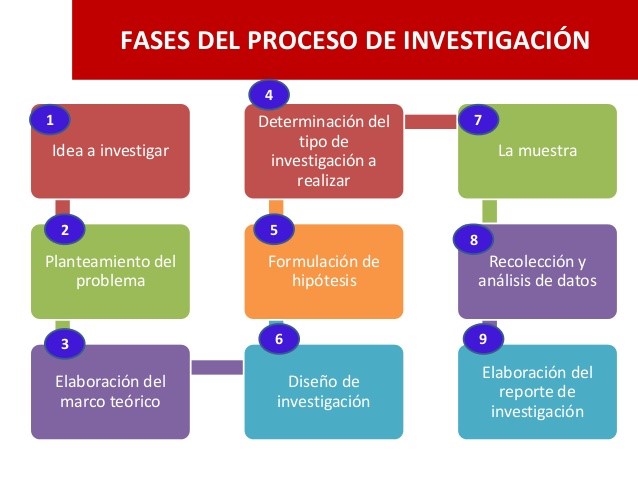 FASES DEL PROCESO DE INVESTIGACIÓN
1
Idea a investigar
2
Planteamiento del
problema
3
Elaboración del
marco teórico
4
Determinación del
tipo de
investigación a
realizar
5
Formulación de
hipótesis
6
Diseño de
investigación
7
La muestra
8
Recolección y
análisis de datos
9
Elaboración del
reporte de
investigación